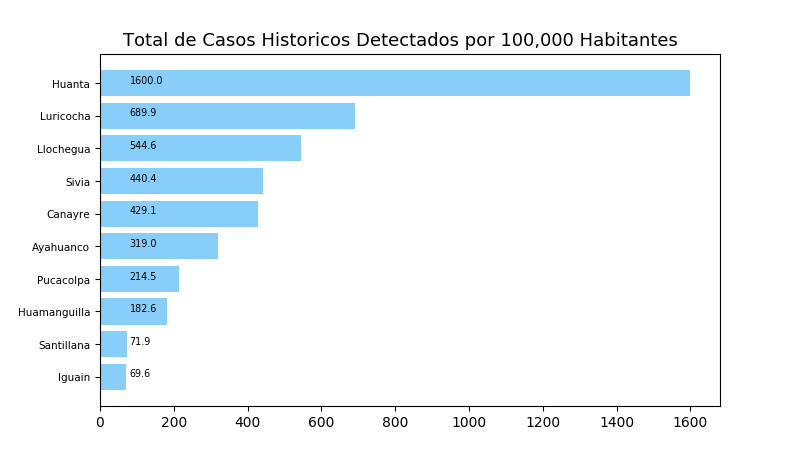 Total de Casos Historicos Detectados por 100,000 Habitantes
Huanta 1600.0
Luricocha 689.9
Llochegua 544.6
Sivia 440.4
Canayre 429.1
Ayahuanco 319.0
Pucacolpa 214.5
Huamanguilla 182.6
Santillana 71.9
Iguain 69.6
0 200 400 600 800 1000 1200 1400 1600